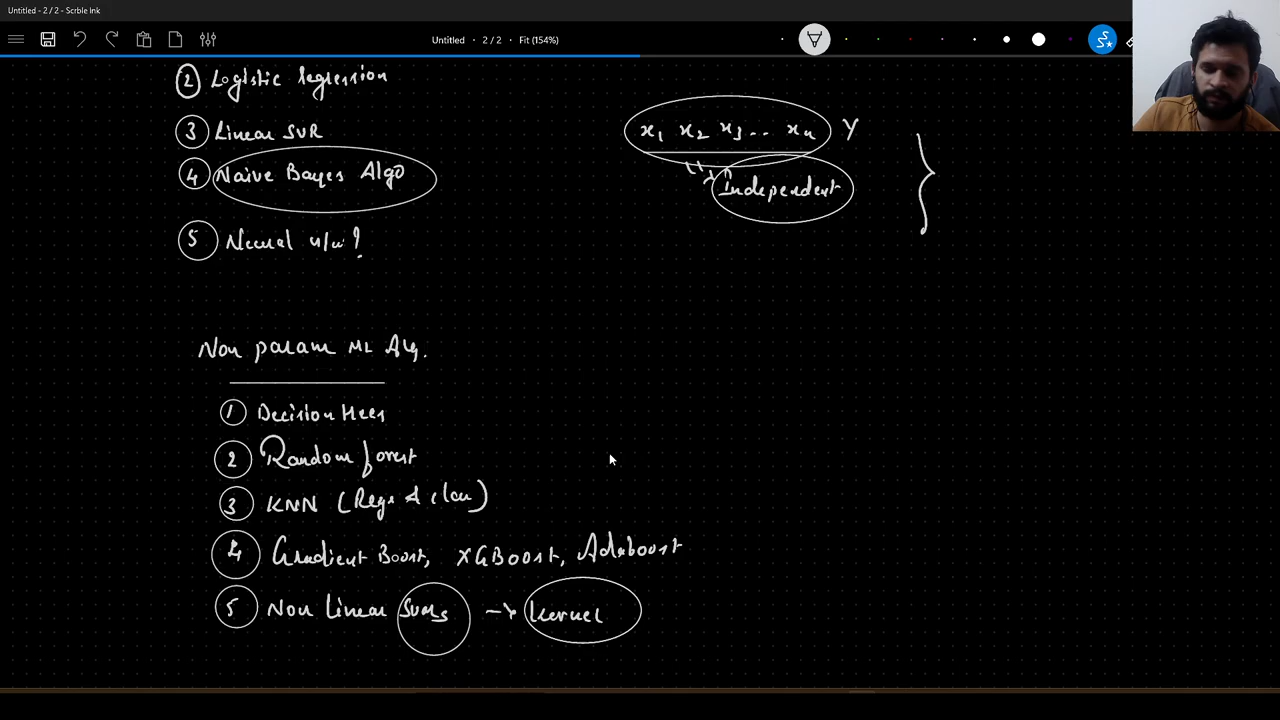 Untitled - 2 / 2 - Scrble Ink
Untitled • 2 / 2 • Fit (154%)
2 Logistic regression
3 Linear SVR
4 Naive Bayes Algo
5 Neural n/w ?
x1 x2 x3 .. xn Y
Independent
Non param ML Alg.
1 Decision trees
2 Random forest
3 KNN (Regr & clas)
4 Gradient Boost, XGBoost, Adaboost
5 Non Linear SVMs → Kernel